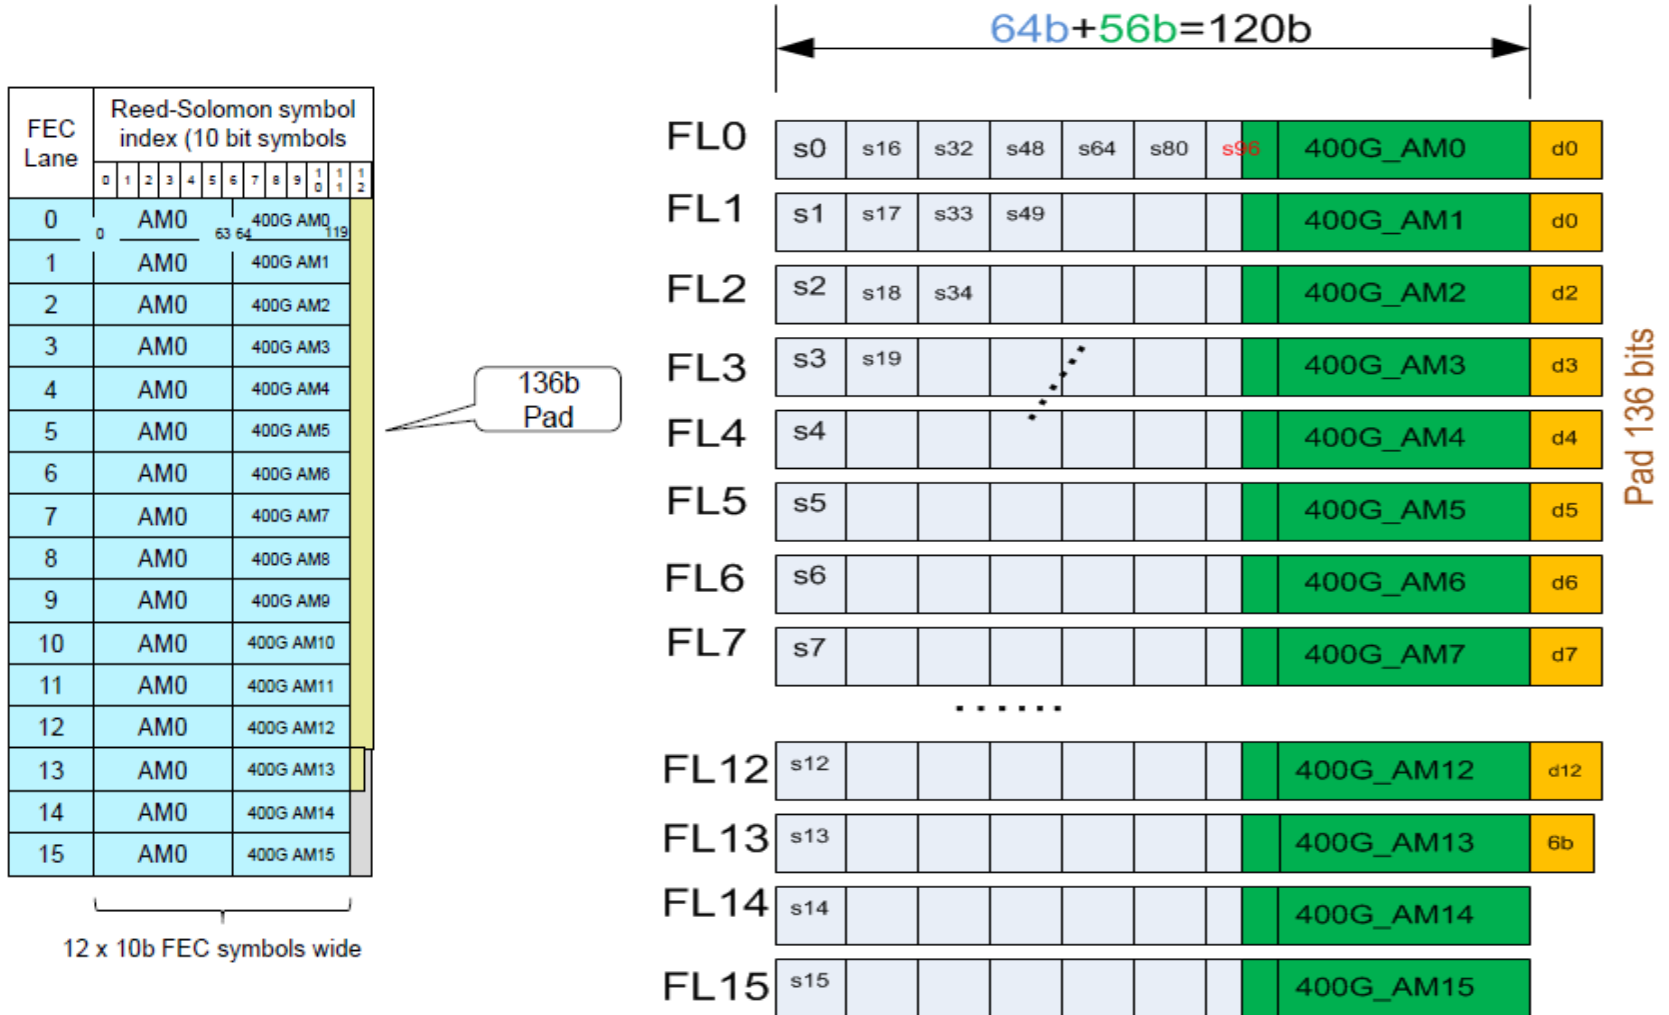 FEC
Lane
Reed-Solomon symbol
index (10 bit symbols
0 1 2 3 4 5 6 7 8 9 10 11 12
0 AM0 400G AM0
0 63 64 119
1 AM0 400G AM1
2 AM0 400G AM2
3 AM0 400G AM3
4 AM0 400G AM4
5 AM0 400G AM5
6 AM0 400G AM6
7 AM0 400G AM7
8 AM0 400G AM8
9 AM0 400G AM9
10 AM0 400G AM10
11 AM0 400G AM11
12 AM0 400G AM12
13 AM0 400G AM13
14 AM0 400G AM14
15 AM0 400G AM15
12 x 10b FEC symbols wide
136b
Pad
64b+56b=120b
FL0 s0 s16 s32 s48 s64 s80 s96 400G_AM0 d0
FL1 s1 s17 s33 s49 400G_AM1 d0
FL2 s2 s18 s34 400G_AM2 d2
FL3 s3 s19 400G_AM3 d3
FL4 s4 400G_AM4 d4
FL5 s5 400G_AM5 d5
FL6 s6 400G_AM6 d6
FL7 s7 400G_AM7 d7
......
FL12 s12 400G_AM12 d12
FL13 s13 400G_AM13 6b
FL14 s14 400G_AM14
FL15 s15 400G_AM15
Pad 136 bits